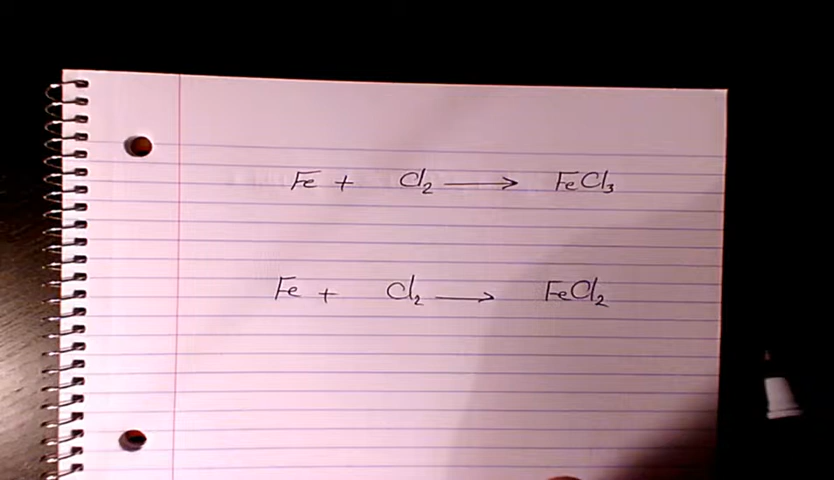 Fe + Cl₂ ⟶ FeCl₃
Fe + Cl₂ ⟶ FeCl₂